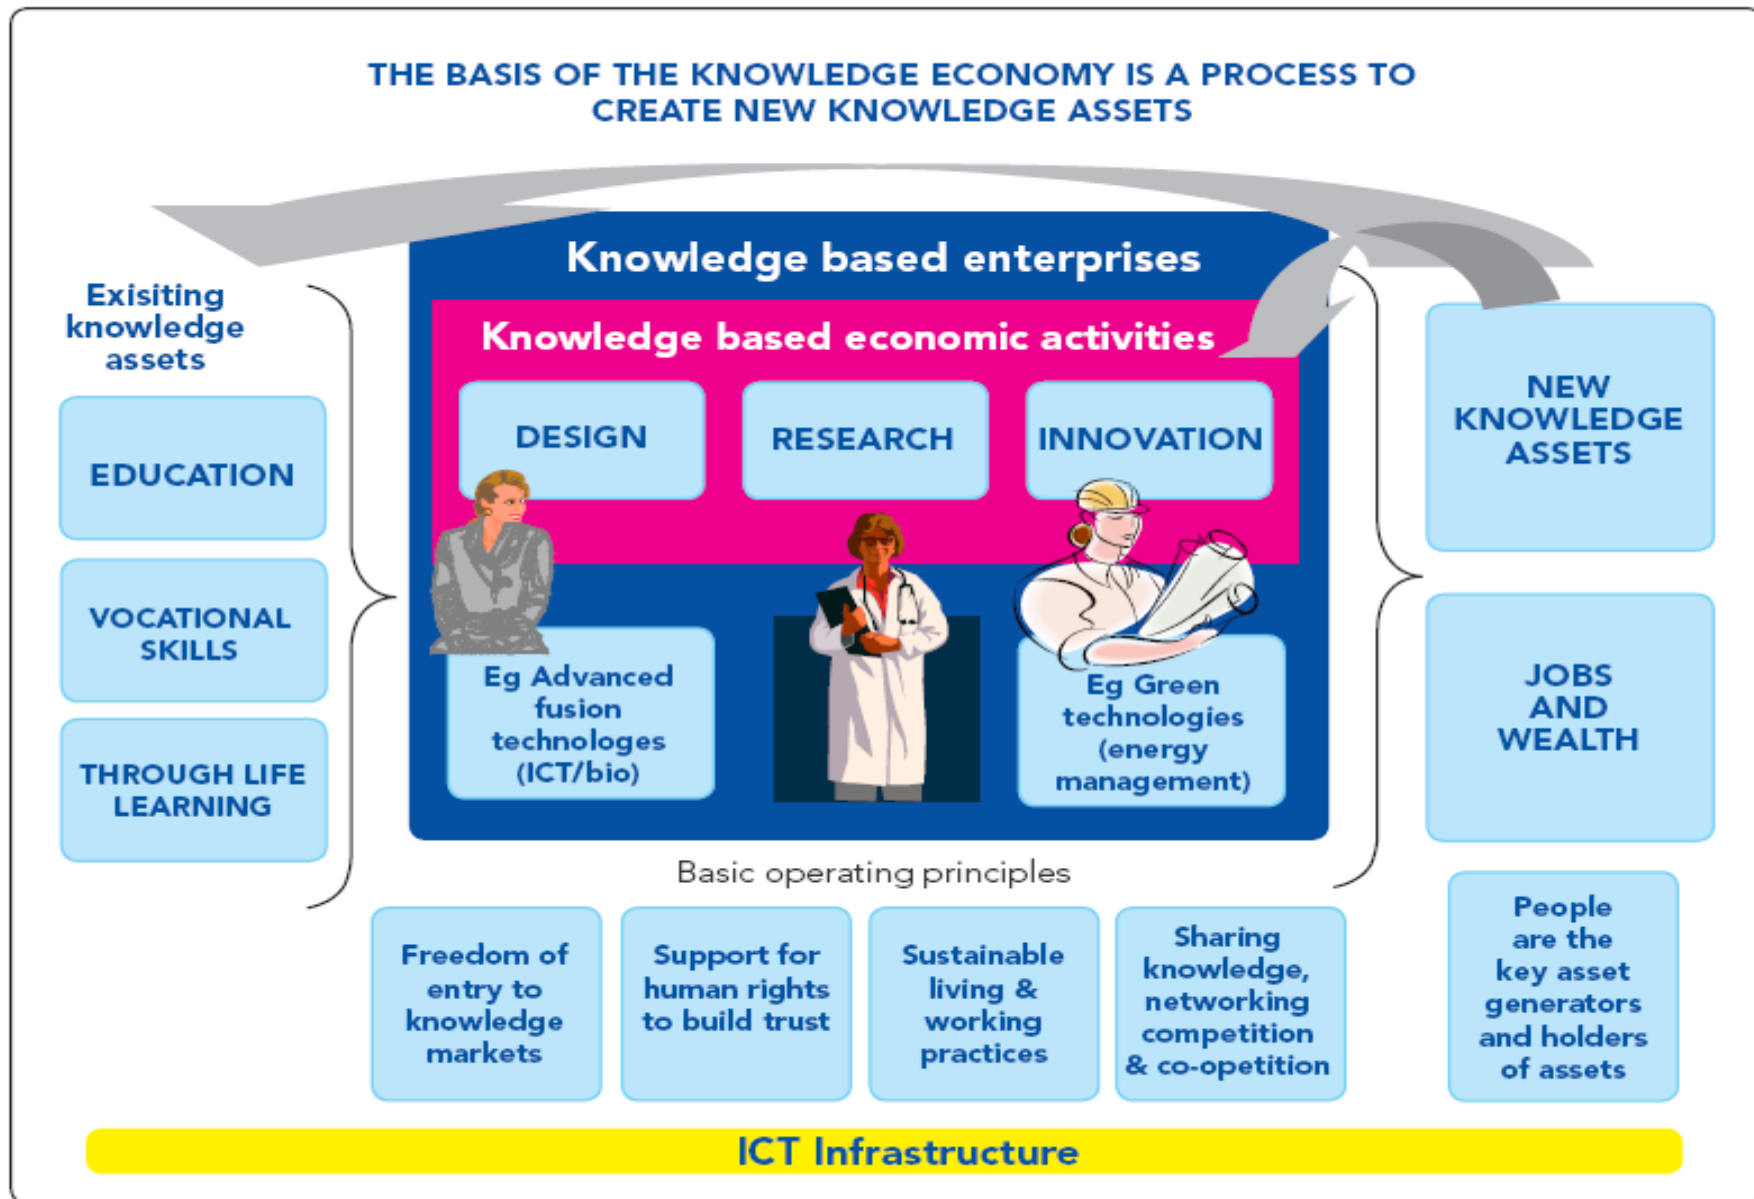 THE BASIS OF THE KNOWLEDGE ECONOMY IS A PROCESS TO
CREATE NEW KNOWLEDGE ASSETS
Exisiting
knowledge
assets
EDUCATION
VOCATIONAL
SKILLS
THROUGH LIFE
LEARNING
Knowledge based enterprises
Knowledge based economic activities
DESIGN
RESEARCH
INNOVATION
Eg Advanced
fusion
technologes
(ICT/bio)
Eg Green
technologies
(energy
management)
NEW
KNOWLEDGE
ASSETS
JOBS
AND
WEALTH
Basic operating principles
Freedom of
entry to
knowledge
markets
Support for
human rights
to build trust
Sustainable
living &
working
practices
Sharing
knowledge,
networking
competition
& co-opetition
People
are the
key asset
generators
and holders
of assets
ICT Infrastructure